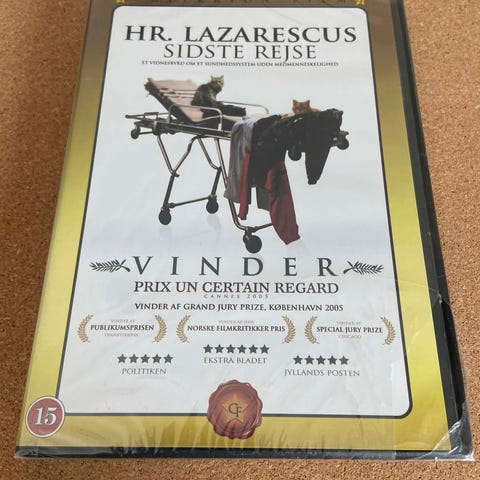 HR. LAZARESCUS
SIDSTE REJSE
ET VIDNESBYRD OM ET SUNDHEDSSYSTEM UDEN MEDMENNESKELIGHED
VINDER
PRIX UN CERTAIN REGARD
CANNES 2005
VINDER AF GRAND JURY PRIZE, KØBENHAVN 2005
VINDER AF
PUBLIKUMSPRISEN
TRANSYLVANIA
VINDER AF DEN
NORSKE FILMKRITIKER PRIS
VINDER AF
SPECIAL JURY PRIZE
CHICAGO
★★★★★
POLITIKEN
★★★★★★
EKSTRA BLADET
★★★★★
JYLLANDS POSTEN
15